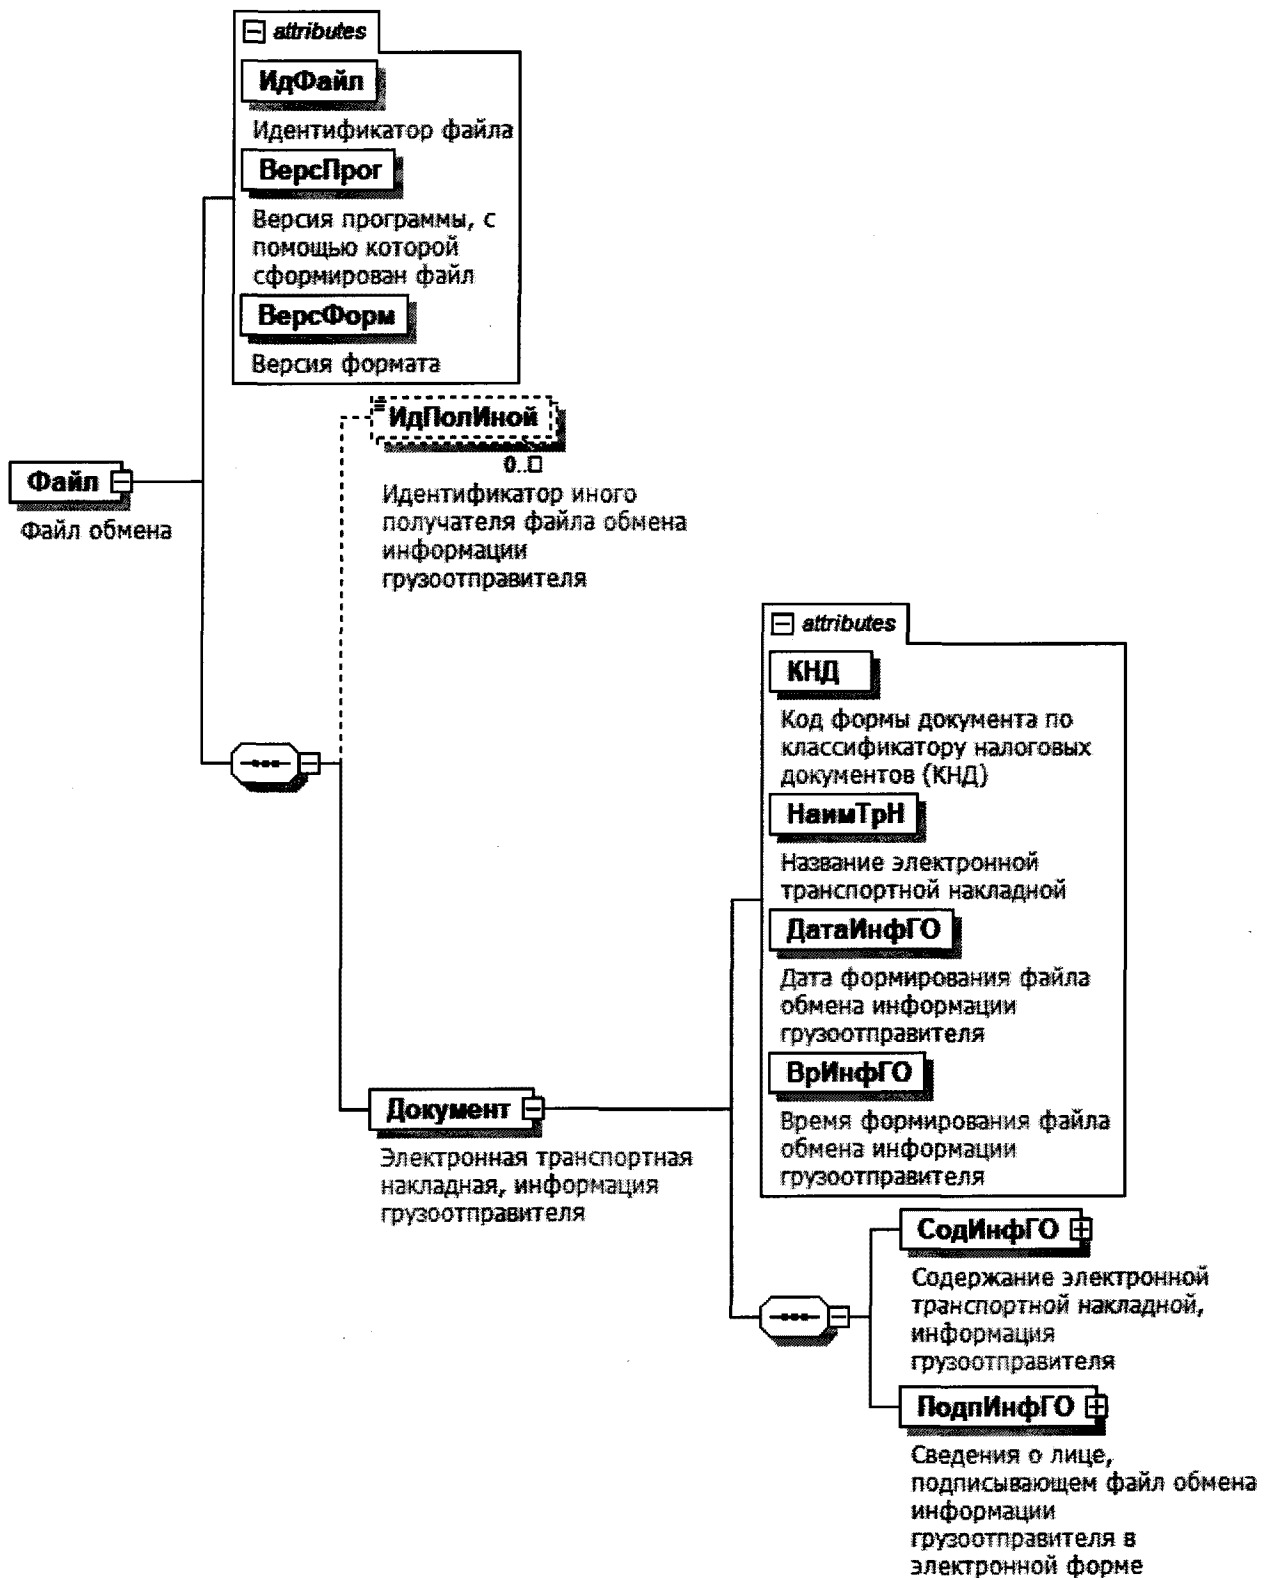 attributes
ИдФайл
Идентификатор файла
ВерсПрог
Версия программы, с
помощью которой
сформирован файл
ВерсФорм
Версия формата
ИдПолИной
0..□
Идентификатор иного
получателя файла обмена
информации
грузоотправителя
Файл
Файл обмена
attributes
КНД
Код формы документа по
классификатору налоговых
документов (КНД)
НаимТрН
Название электронной
транспортной накладной
ДатаИнфГО
Дата формирования файла
обмена информации
грузоотправителя
ВрИнфГО
Время формирования файла
обмена информации
грузоотправителя
Документ
Электронная транспортная
накладная, информация
грузоотправителя
СодИнфГО
Содержание электронной
транспортной накладной,
информация
грузоотправителя
ПодпИнфГО
Сведения о лице,
подписывающем файл обмена
информации
грузоотправителя в
электронной форме